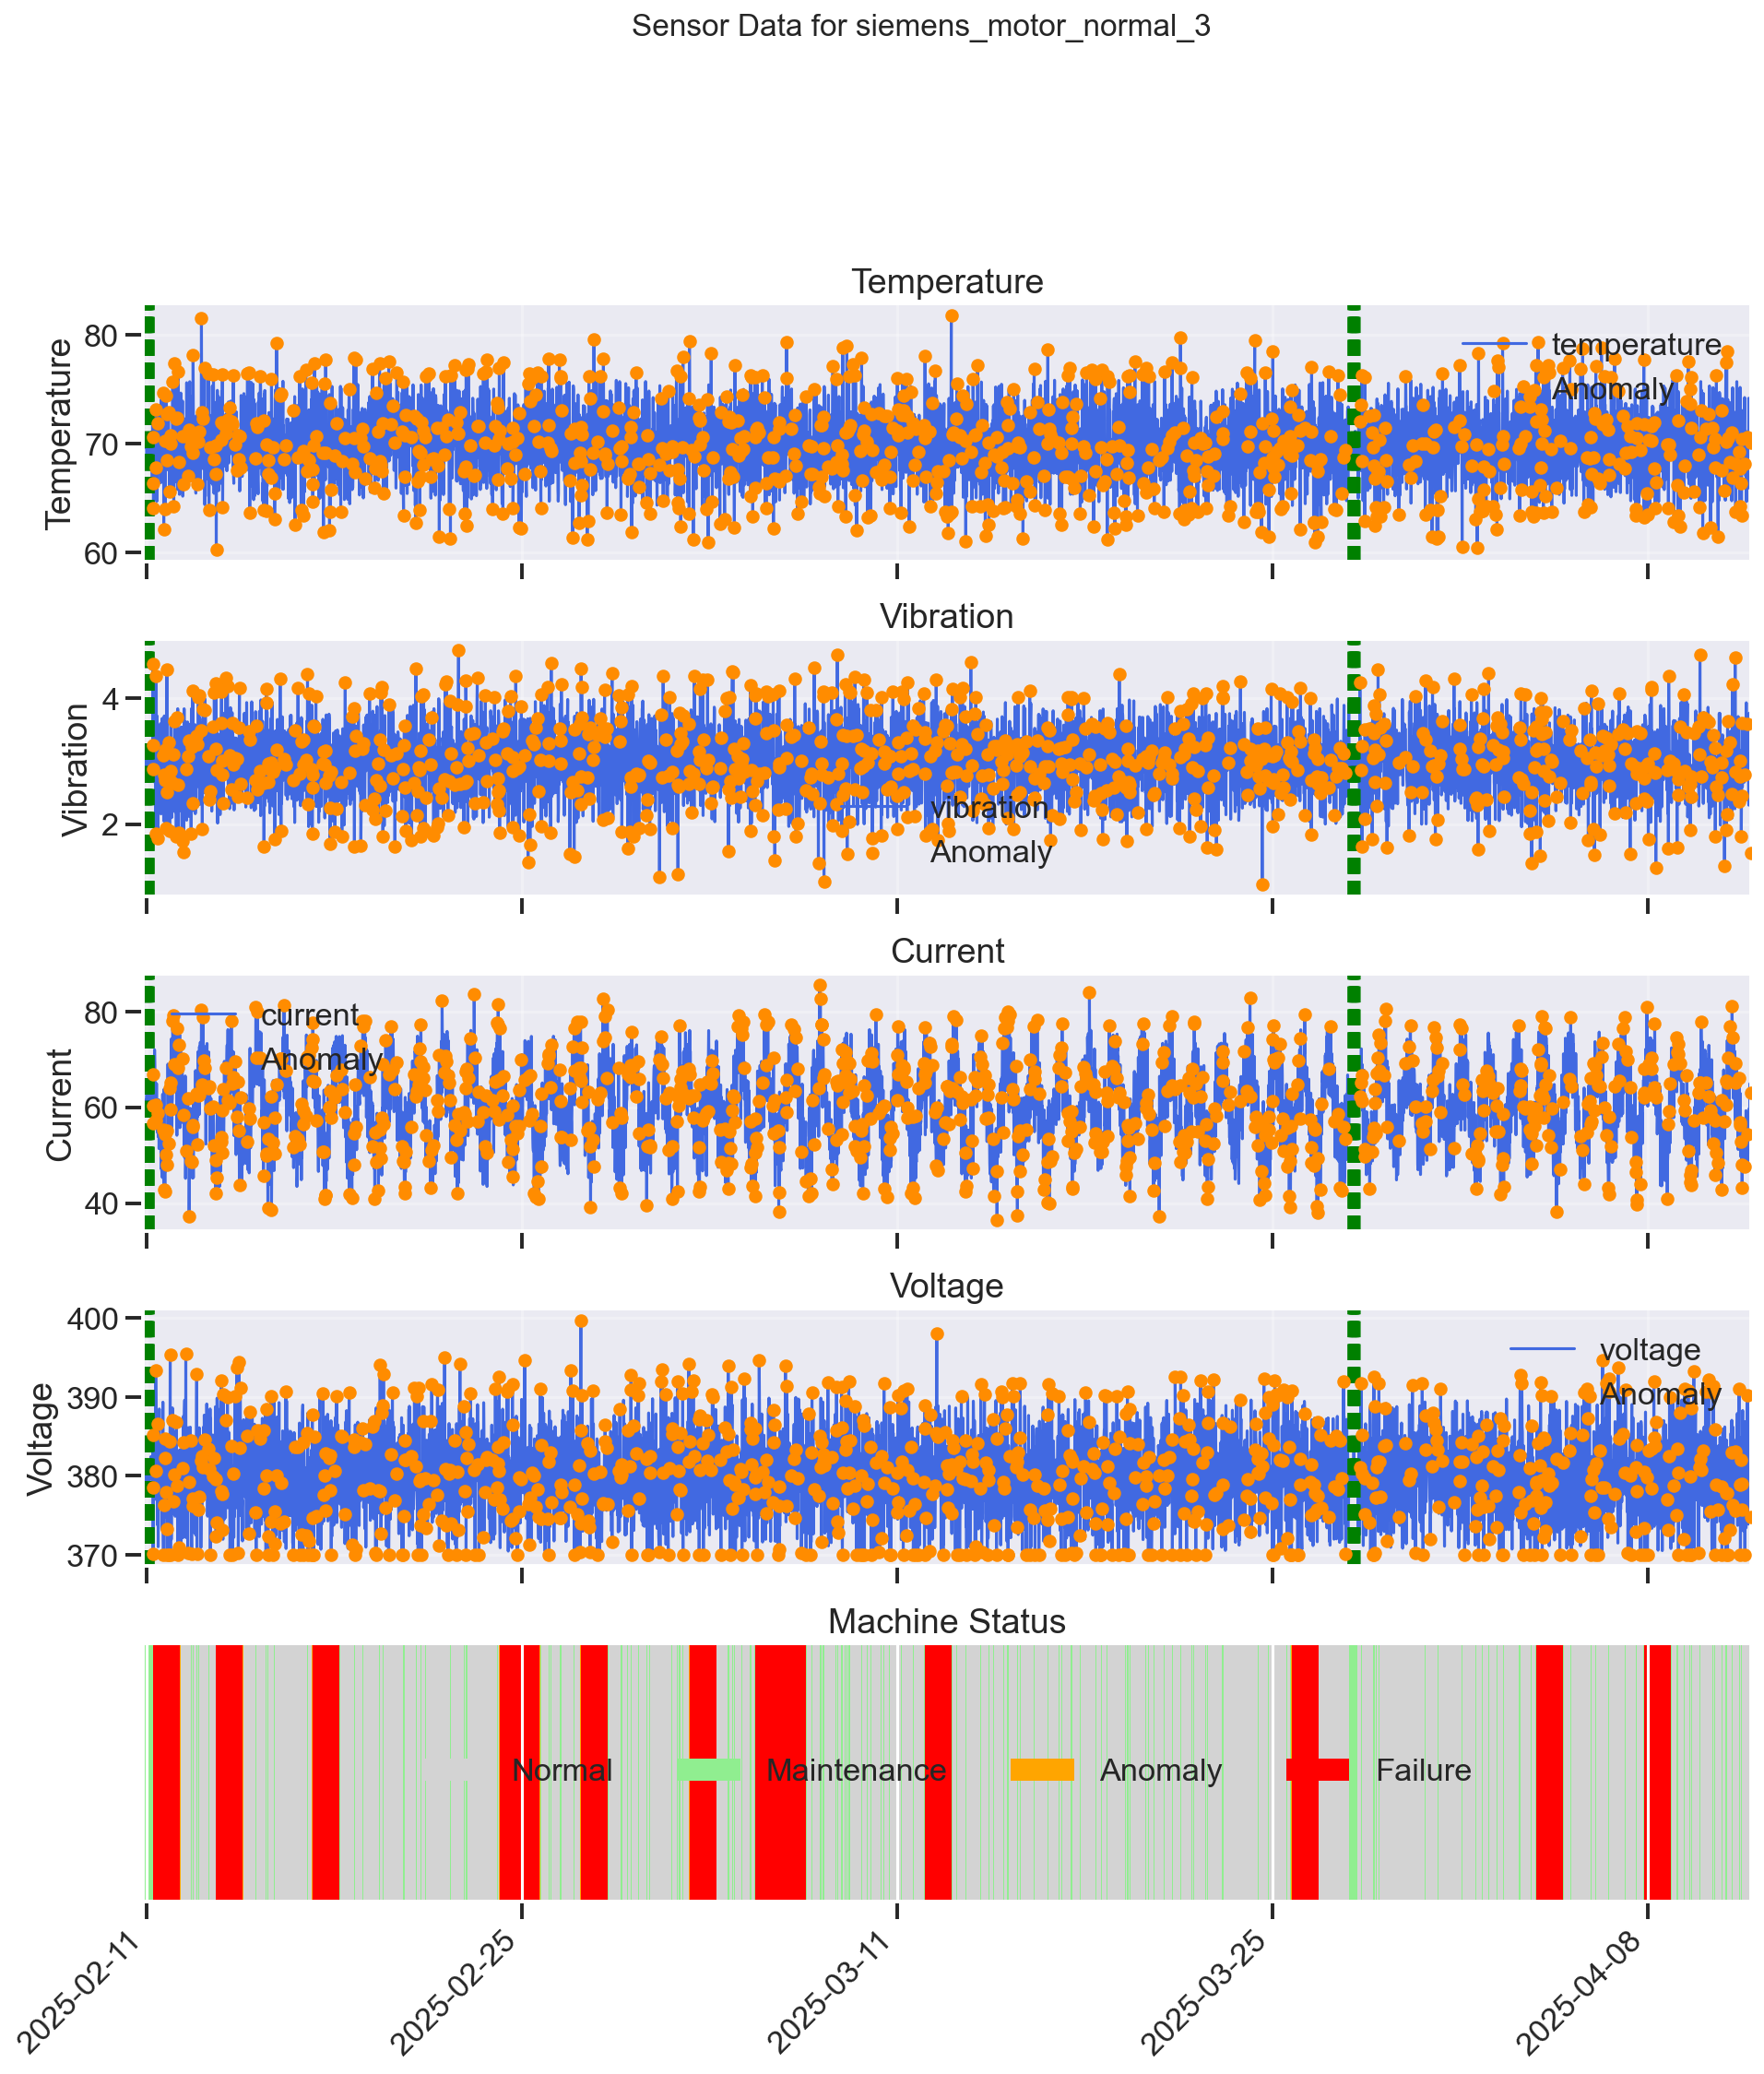 Sensor Data for siemens_motor_normal_3
Temperature
Temperature
80
70
60
temperature
Anomaly
Vibration
Vibration
4
2
vibration
Anomaly
Current
Current
80
60
40
current
Anomaly
Voltage
Voltage
400
390
380
370
voltage
Anomaly
Machine Status
Normal Maintenance Anomaly Failure
2025-02-11 2025-02-25 2025-03-11 2025-03-25 2025-04-08